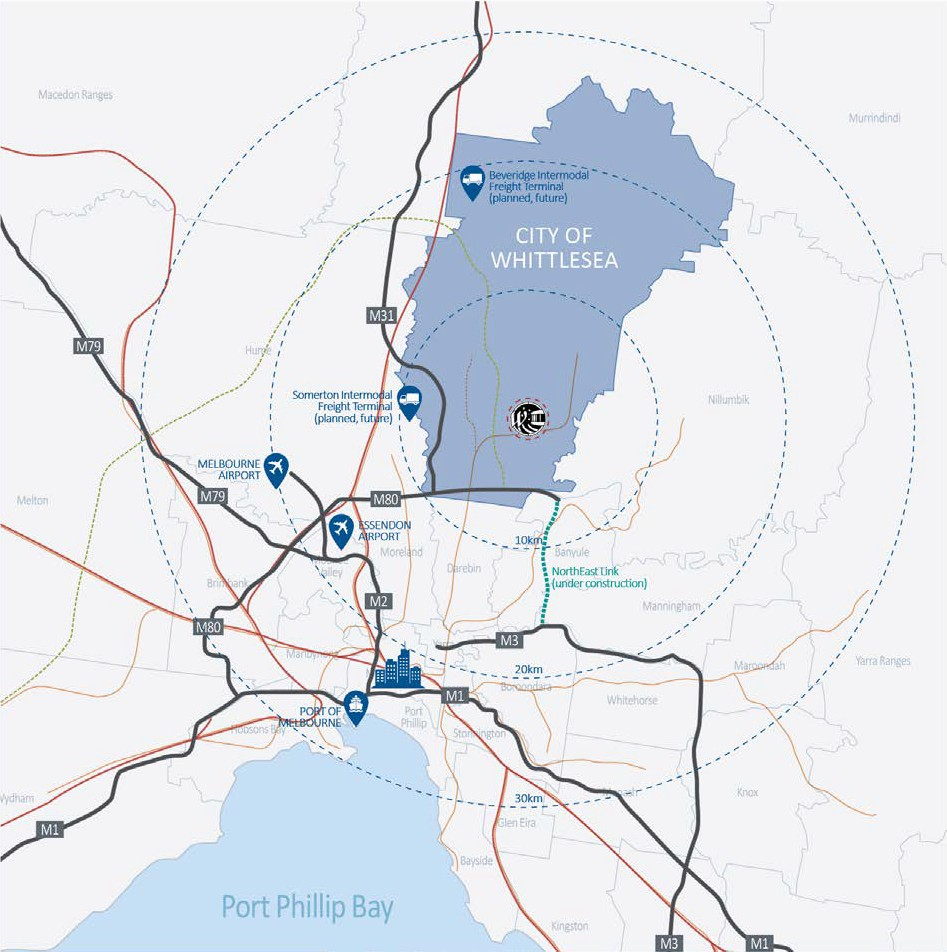 Macedon Ranges
Murrindindi
Beveridge Intermodal
Freight Terminal
(planned, future)
CITY OF
WHITTLESEA
M31
M79
Hume
Somerton Intermodal
Freight Terminal
(planned, future)
Nillumbik
MELBOURNE
AIRPORT
Melton
M79
M80
ESSENDON
AIRPORT
10km
Moreland
Banyule
Valley
Darebin
NorthEast Link
(under construction)
Brimbank
M2
Manningham
M80
M3
Yarra Ranges
Maroondah
20km
Boroondara
M1
Whitehorse
PORT OF
MELBOURNE
Port
Phillip
Hobsons Bay
Stonnington
Wydham
30km
Monash
Knox
M1
Glen Eira
Bayside
Port Phillip Bay
Kingston
M3
M1